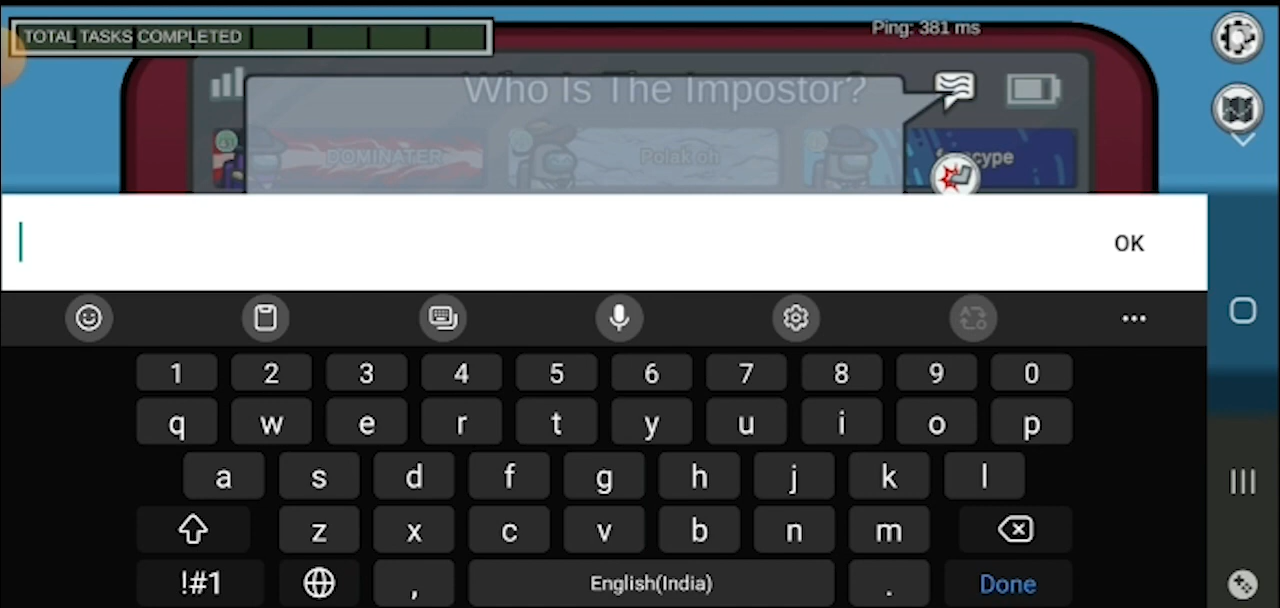 TOTAL TASKS COMPLETED
Ping: 381 ms
Who Is The Impostor?
DOMINATER
Polak oh
OK
1 2 3 4 5 6 7 8 9 0
q w e r t y u i o p
a s d f g h j k l
z x c v b n m
!#1 , English(India) . Done